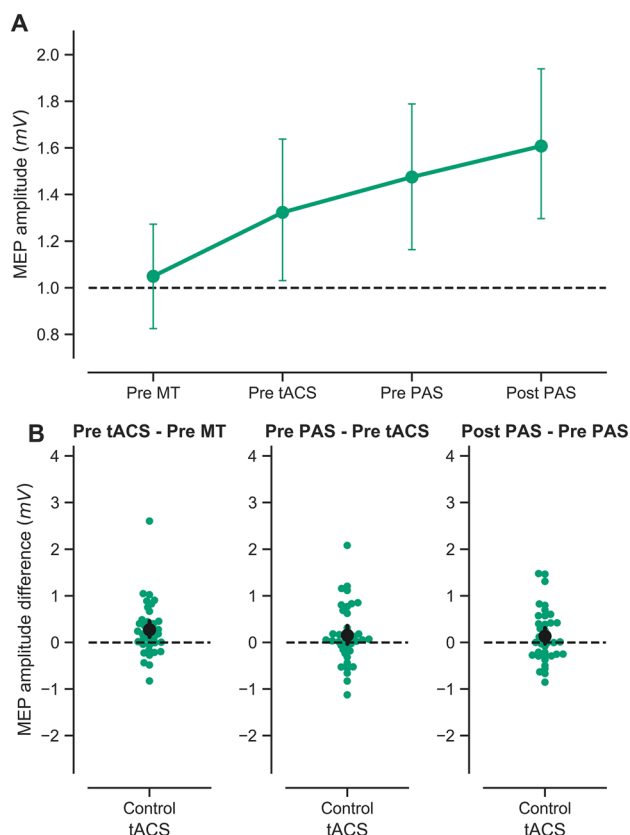 A
MEP amplitude (mV)
2.0
1.8
1.6
1.4
1.2
1.0
0.8
Pre MT
Pre tACS
Pre PAS
Post PAS
B
Pre tACS - Pre MT
Pre PAS - Pre tACS
Post PAS - Pre PAS
MEP amplitude difference (mV)
4
3
2
1
0
−1
−2
4
3
2
1
0
−1
−2
4
3
2
1
0
−1
−2
Control
tACS
Control
tACS
Control
tACS